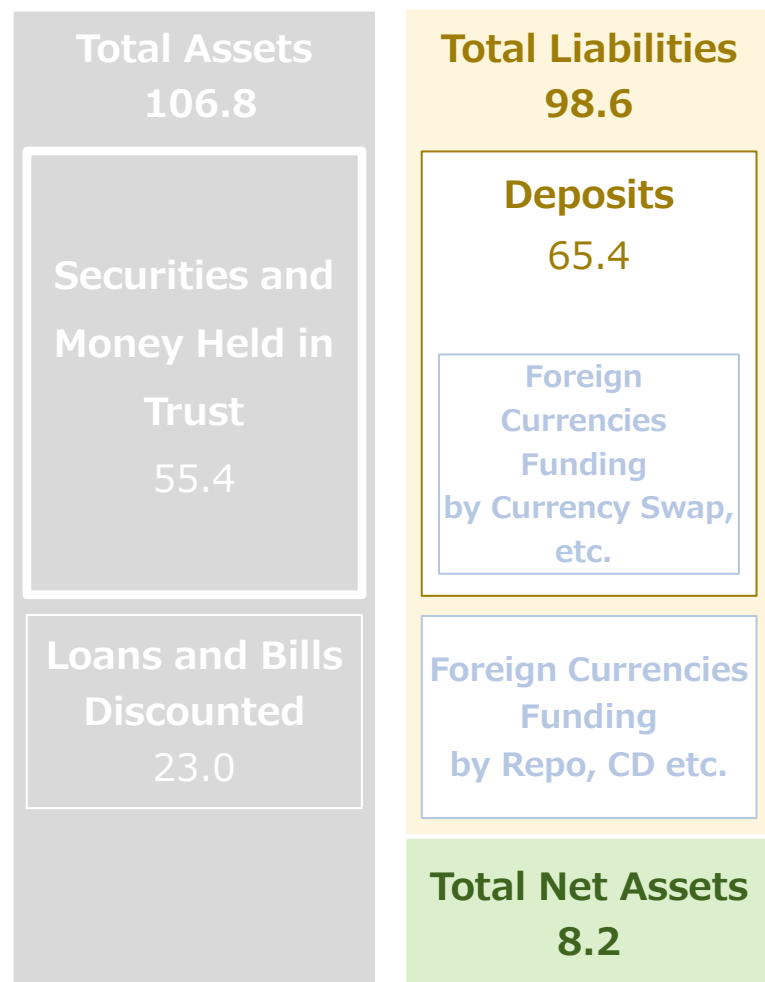 Total Assets
106.8
Securities and
Money Held in
Trust
55.4
Loans and Bills
Discounted
23.0
Total Liabilities
98.6
Deposits
65.4
Foreign
Currencies
Funding
by Currency Swap,
etc.
Foreign Currencies
Funding
by Repo, CD etc.
Total Net Assets
8.2